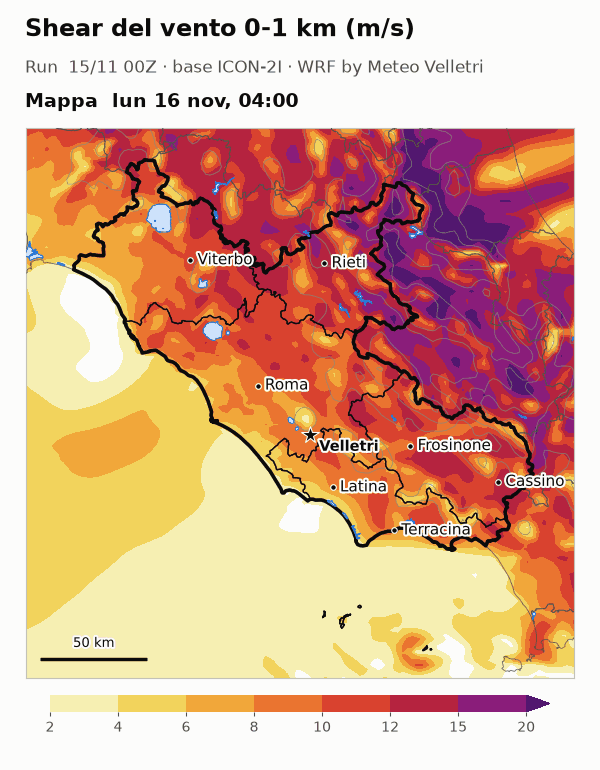 Shear del vento 0-1 km (m/s)
Run  15/11 00Z · base ICON-2I · WRF by Meteo Velletri
Mappa  lun 16 nov, 04:00
Viterbo
Rieti
Roma
Velletri
Frosinone
Cassino
Latina
Terracina
50 km
2 4 6 8 10 12 15 20